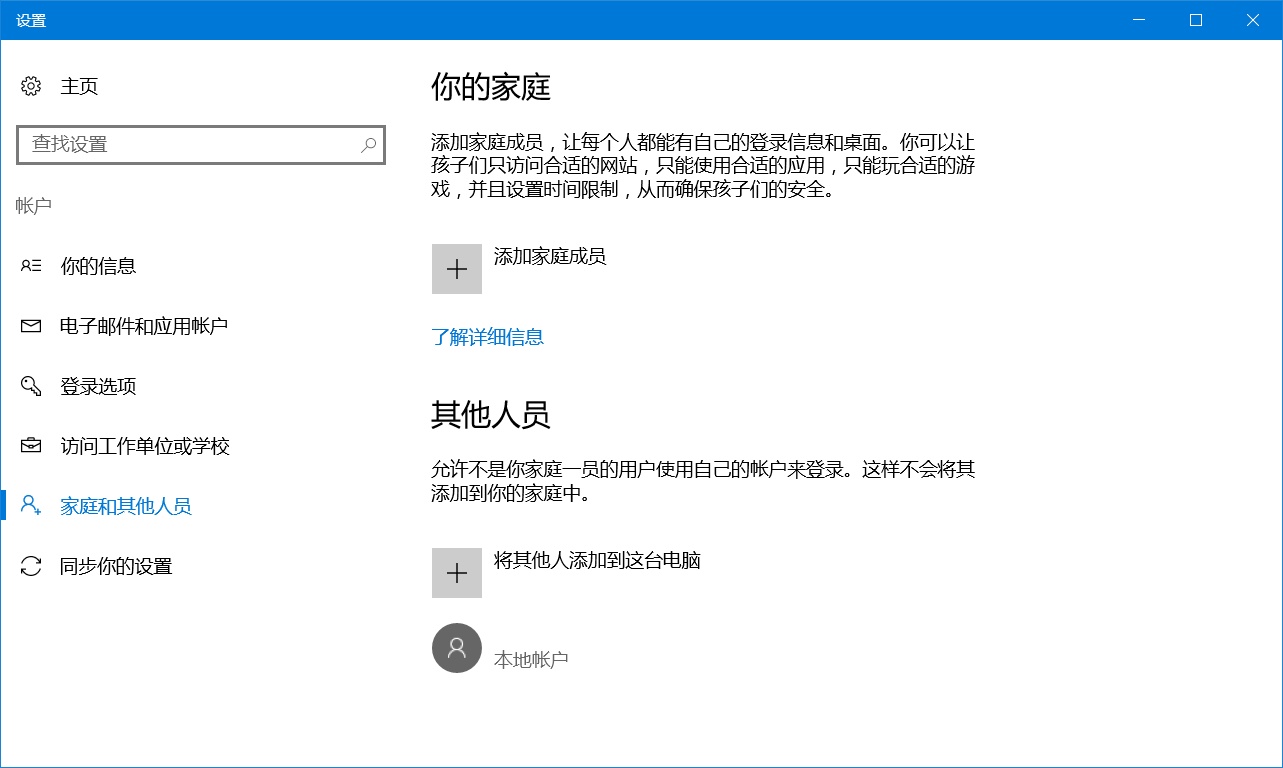 设置
主页
查找设置
帐户
你的信息
电子邮件和应用帐户
登录选项
访问工作单位或学校
家庭和其他人员
同步你的设置
你的家庭
添加家庭成员，让每个人都能有自己的登录信息和桌面。你可以让
孩子们只访问合适的网站，只能使用合适的应用，只能玩合适的游
戏，并且设置时间限制，从而确保孩子们的安全。
添加家庭成员
了解详细信息
其他人员
允许不是你家庭一员的用户使用自己的帐户来登录。这样不会将其
添加到你的家庭中。
将其他人添加到这台电脑
本地帐户